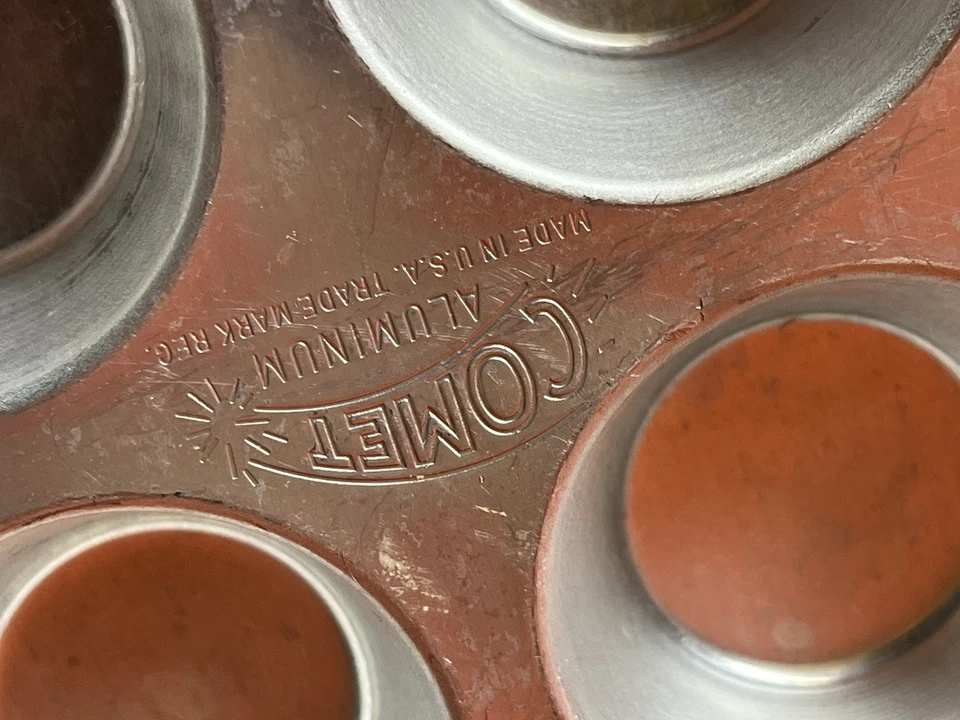 COMET
ALUMINUM
MADE IN U.S.A. TRADE MARK REG.